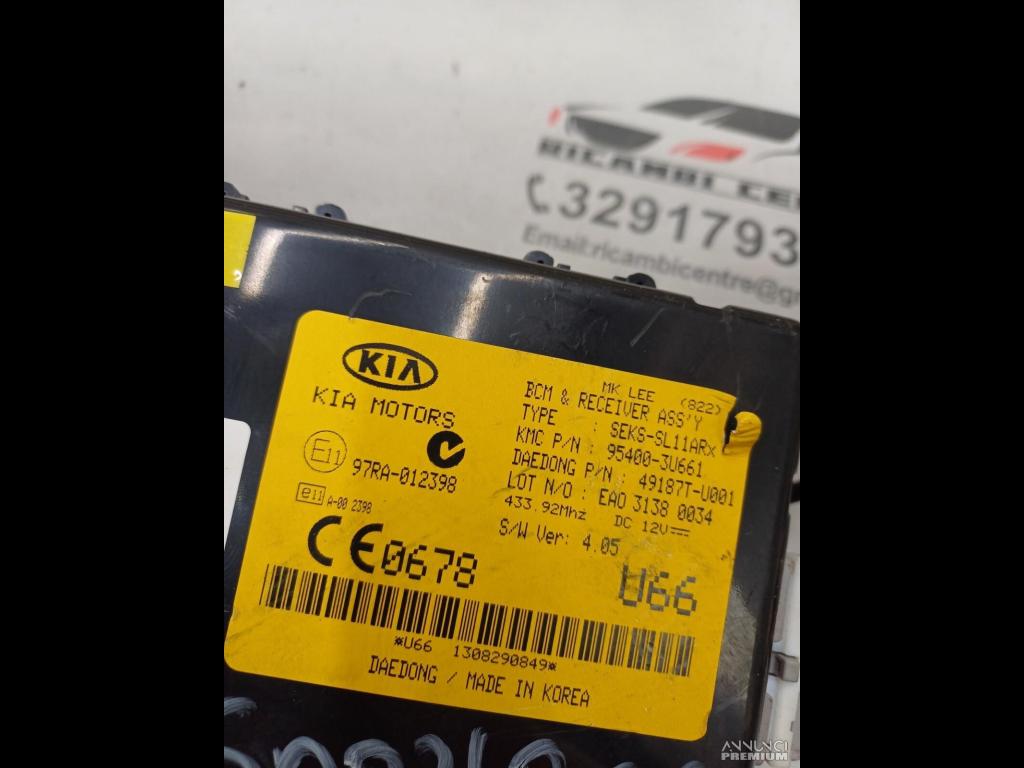 RICAMBI CEN
3291793
Email:ricambicentre@g
KIA
KIA MOTORS
E11
97RA-012398
e11 A-00 2398
CE0678
MK LEE (822)
BCM & RECEIVER ASS'Y
TYPE : SEKS-SL11ARX
KMC P/N : 95400-3U661
DAEDONG P/N : 49187T-U001
LOT N/O : EA0 3138 0034
433.92Mhz DC 12V
S/W Ver: 4.05
U66
*U66 1308290849*
DAEDONG / MADE IN KOREA
ANNUNCI
PREMIUM